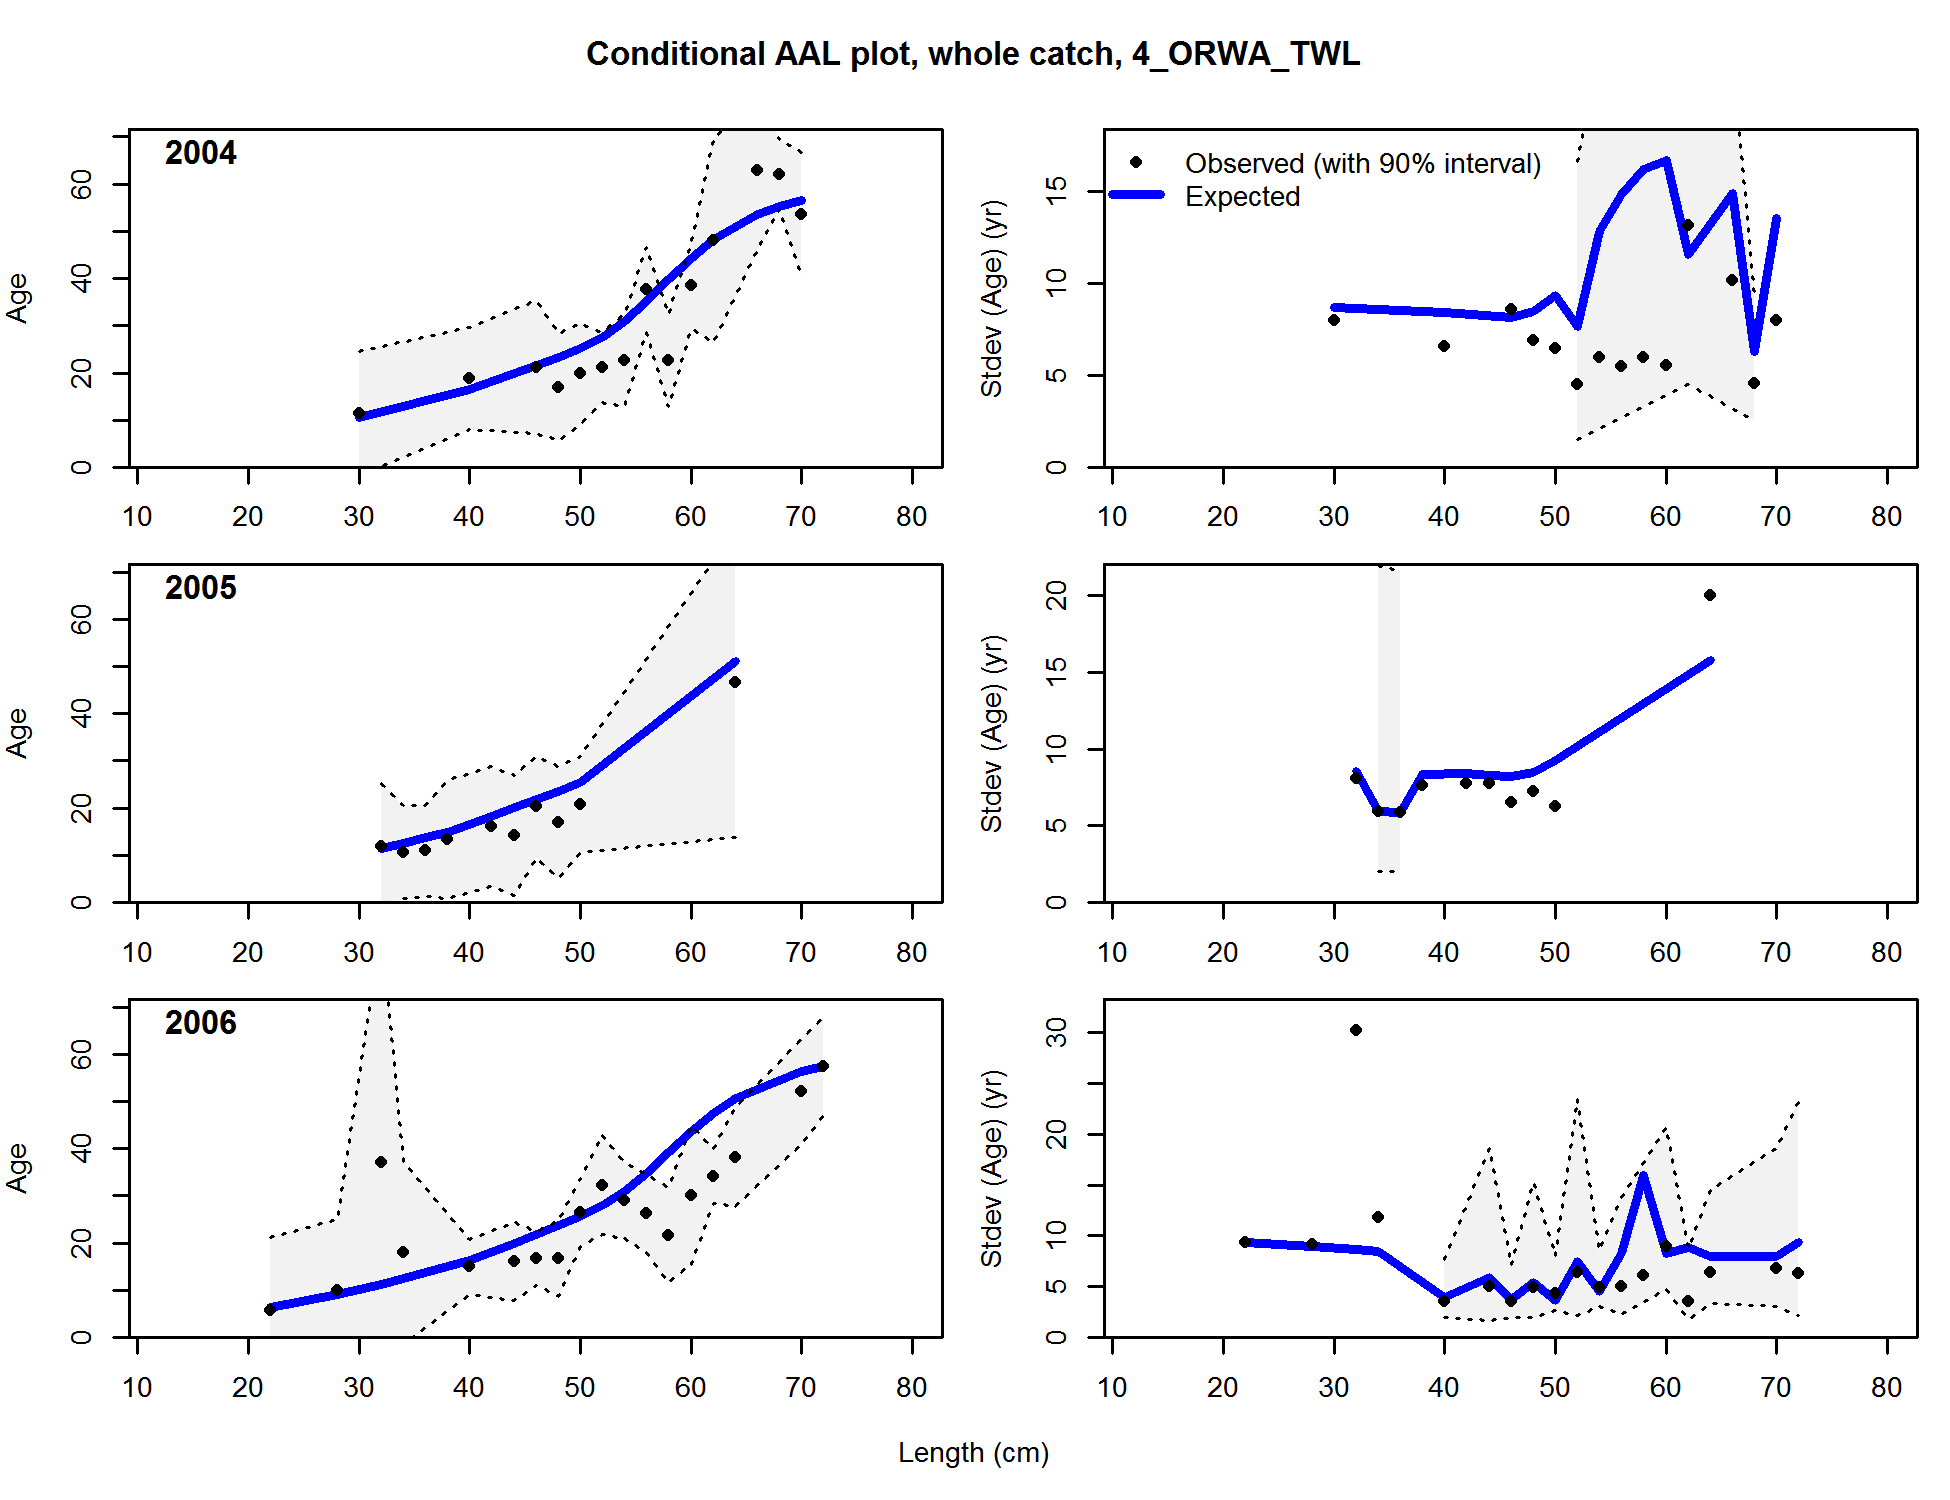 Conditional AAL plot, whole catch, 4_ORWA_TWL
2004
Age
0 20 40 60
10 20 30 40 50 60 70 80
Observed (with 90% interval)
Expected
Stdev (Age) (yr)
0 5 10 15
10 20 30 40 50 60 70 80
2005
Age
0 20 40 60
10 20 30 40 50 60 70 80
Stdev (Age) (yr)
0 5 10 15 20
10 20 30 40 50 60 70 80
2006
Age
0 20 40 60
10 20 30 40 50 60 70 80
Stdev (Age) (yr)
0 5 10 20 30
10 20 30 40 50 60 70 80
Length (cm)